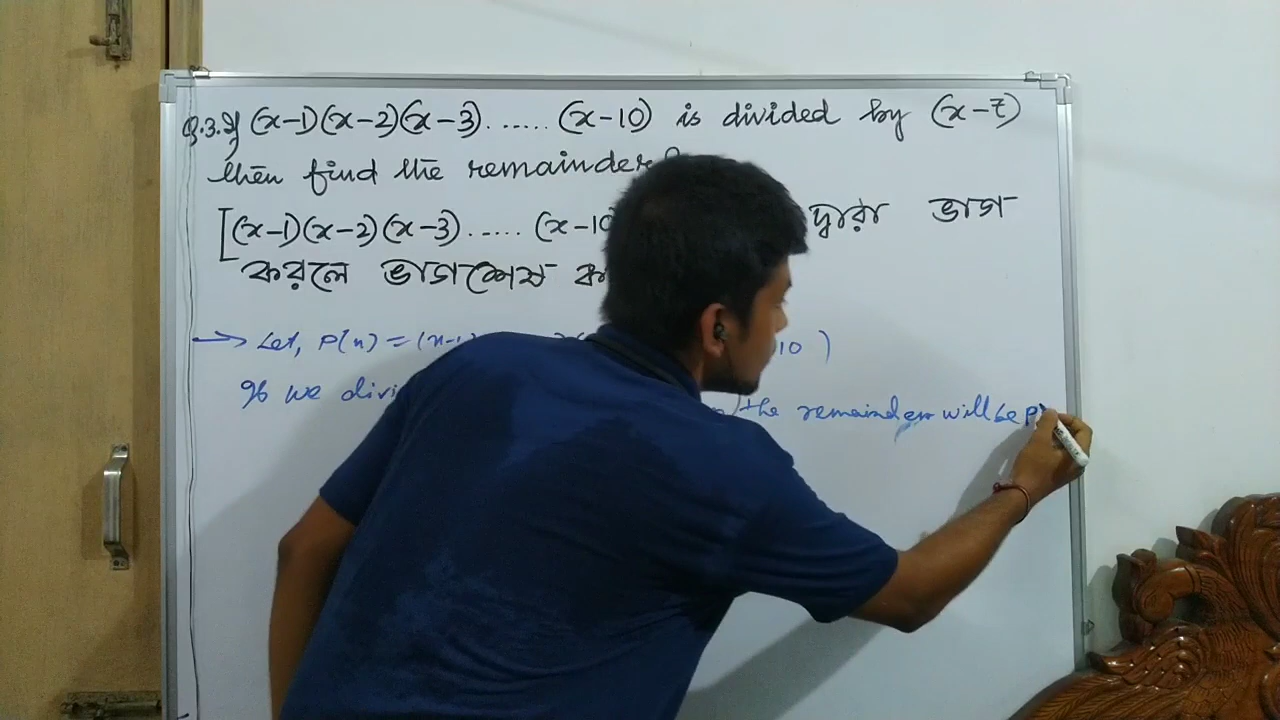 Q.3. If (x-1)(x-2)(x-3)......(x-10) is divided by (x-7)
then find the remainder
[(x-1)(x-2)(x-3).....(x-10 দ্বারা ভাগ
করলে ভাগশেষ ক
→ Let, P(x) = (x-1) 10)
If we divi the remainder will be P